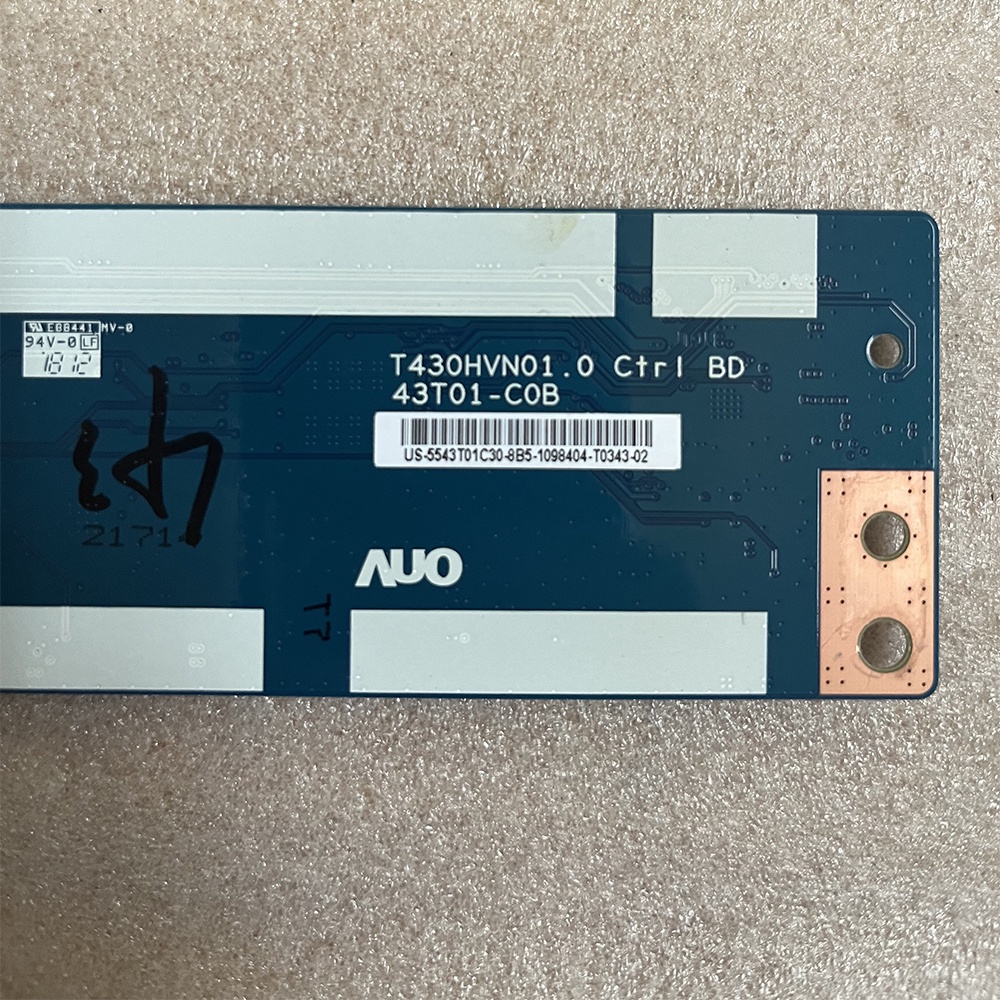 E88441 MV-0
94V-0 LF
1812
T430HVN01.0 Ctrl BD
43T01-C0B
US-5543T01C30-8B5-1098404-T0343-02
43
2171
AUO
T7